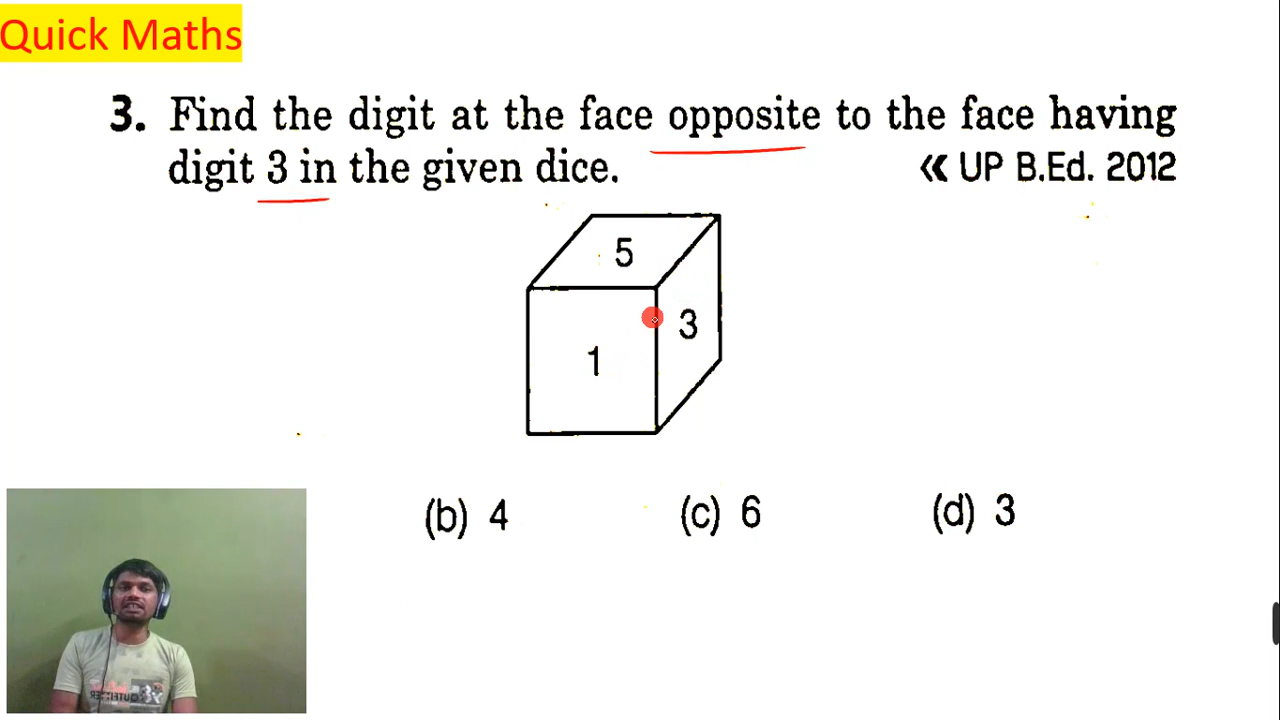 Quick Maths
3. Find the digit at the face opposite to the face having
digit 3 in the given dice. « UP B.Ed. 2012
5
3
1
(b) 4 (c) 6 (d) 3